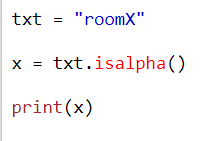 txt = "roomX"
x = txt.isalpha()
print(x)